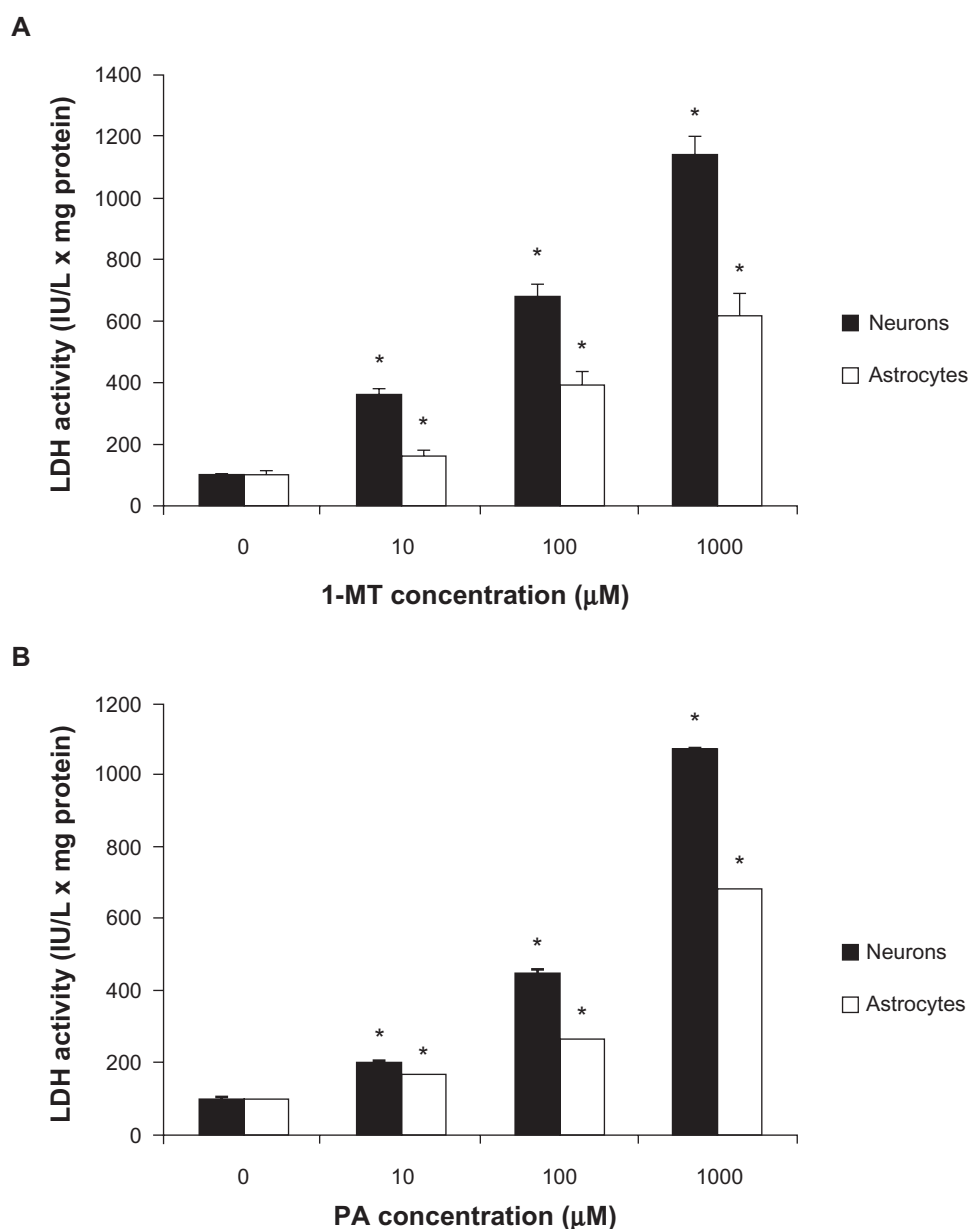 A
LDH activity (IU/L x mg protein)
1400
1200
1000
800
600
400
200
0
* * * * * *
0 10 100 1000
1-MT concentration (µM)
Neurons
Astrocytes
B
LDH activity (IU/L x mg protein)
1200
1000
800
600
400
200
0
* * * * * *
0 10 100 1000
PA concentration (µM)
Neurons
Astrocytes